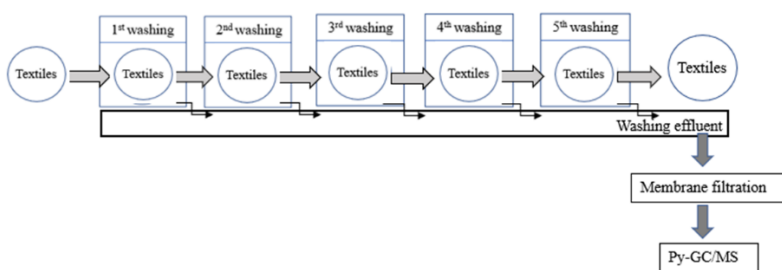 1st washing
2nd washing
3rd washing
4th washing
5th washing
Textiles
Textiles
Textiles
Textiles
Textiles
Textiles
Textiles
Washing effluent
Membrane filtration
Py-GC/MS